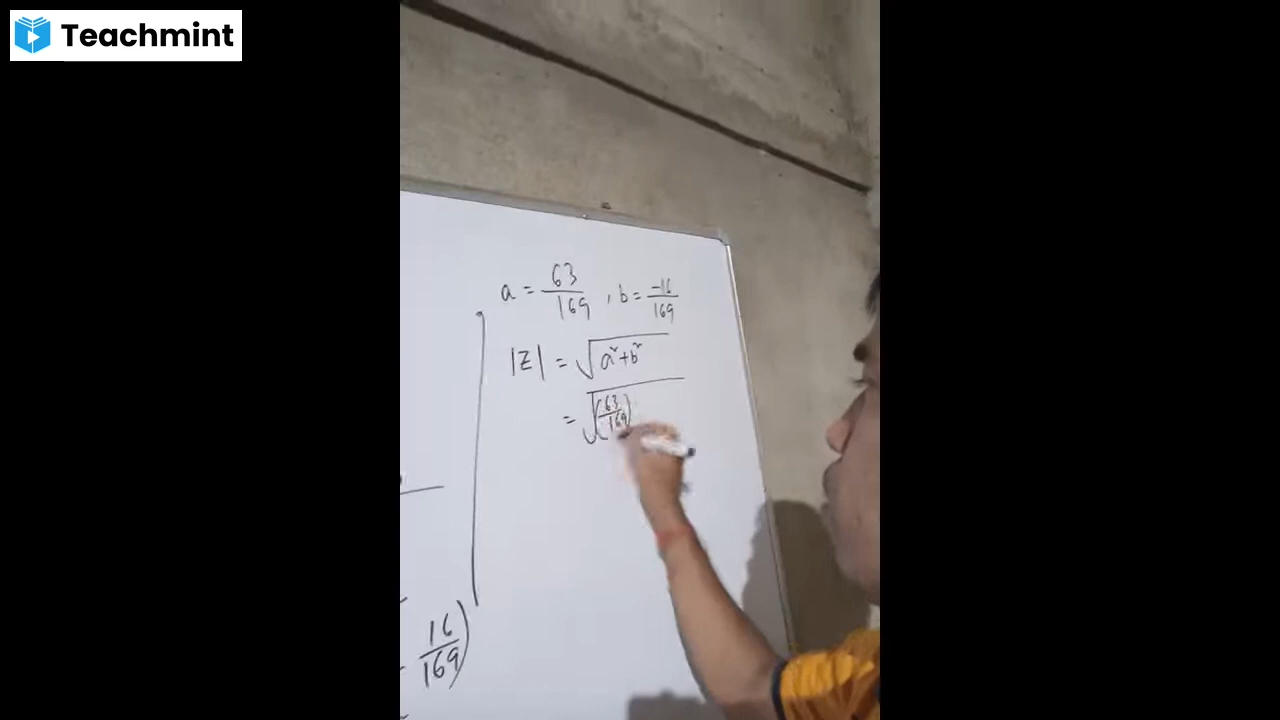 Teachmint
a = 63/169 , b = -16/169
|Z| = √(a²+b²)
= √((63/169)
16/169)